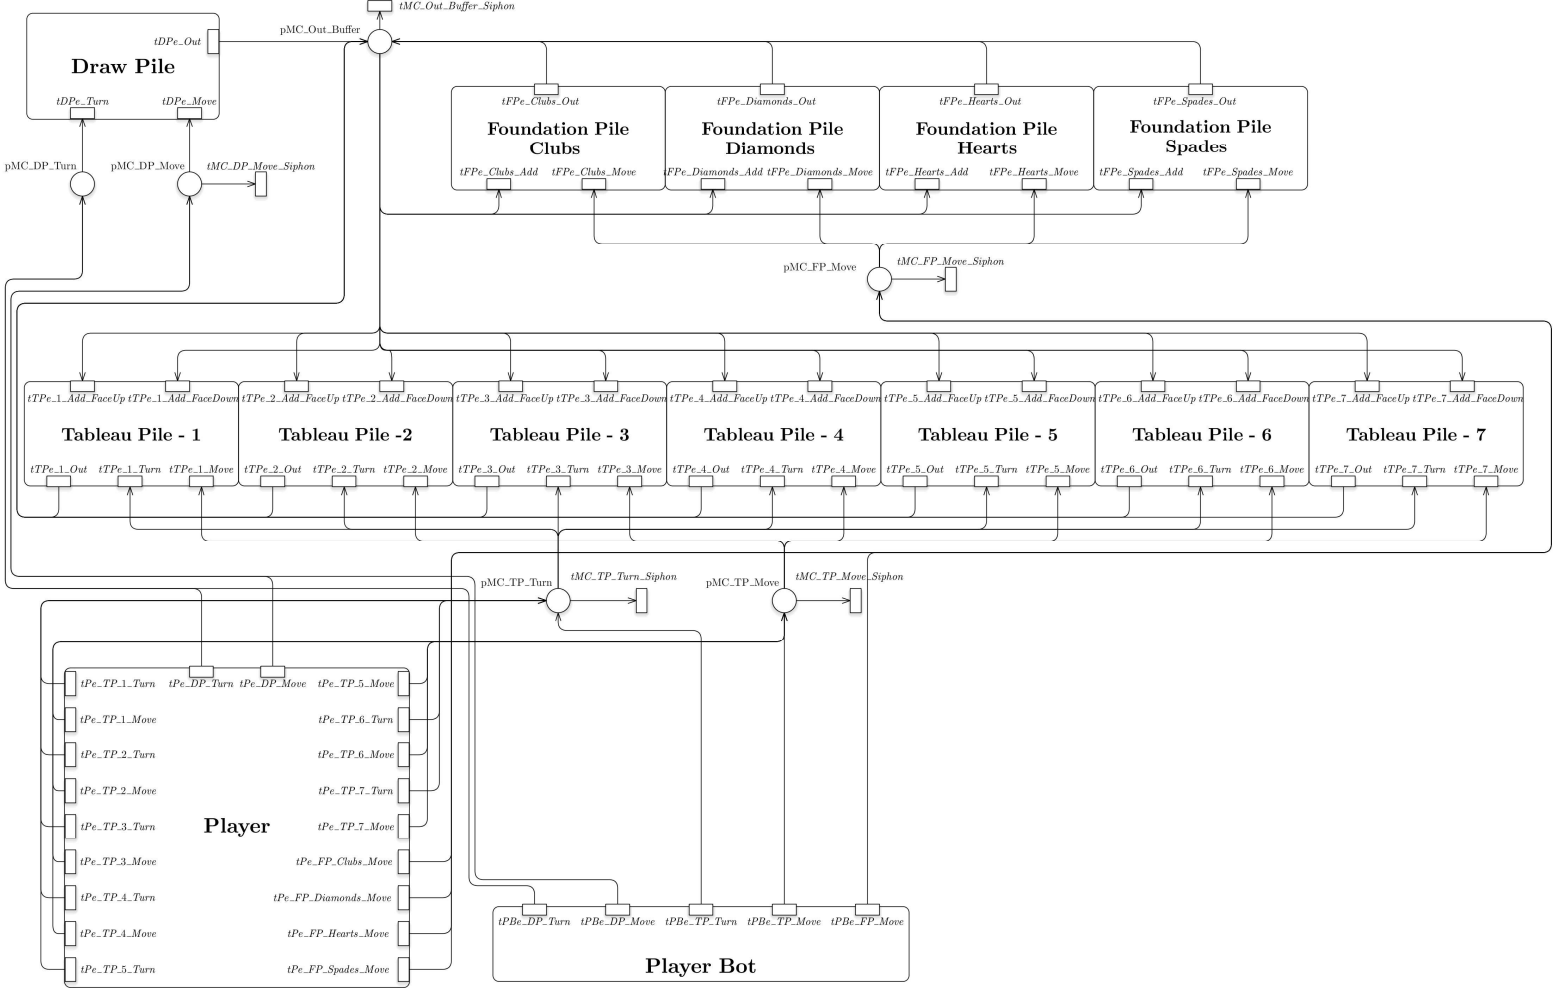 tMC_Out_Buffer_Siphon
pMC_Out_Buffer
tDPe_Out
Draw Pile
tDPe_Turn
tDPe_Move
tFPe_Clubs_Out
tFPe_Diamonds_Out
tFPe_Hearts_Out
tFPe_Spades_Out
Foundation Pile
Clubs
Foundation Pile
Diamonds
Foundation Pile
Hearts
Foundation Pile
Spades
pMC_DP_Turn
pMC_DP_Move
tMC_DP_Move_Siphon
tFPe_Clubs_Add
tFPe_Clubs_Move
tFPe_Diamonds_Add
tFPe_Diamonds_Move
tFPe_Hearts_Add
tFPe_Hearts_Move
tFPe_Spades_Add
tFPe_Spades_Move
pMC_FP_Move
tMC_FP_Move_Siphon
tTPe_1_Add_FaceUp
tTPe_1_Add_FaceDown
tTPe_2_Add_FaceUp
tTPe_2_Add_FaceDown
tTPe_3_Add_FaceUp
tTPe_3_Add_FaceDown
tTPe_4_Add_FaceUp
tTPe_4_Add_FaceDown
tTPe_5_Add_FaceUp
tTPe_5_Add_FaceDown
tTPe_6_Add_FaceUp
tTPe_6_Add_FaceDown
tTPe_7_Add_FaceUp
tTPe_7_Add_FaceDown
Tableau Pile - 1
Tableau Pile -2
Tableau Pile - 3
Tableau Pile - 4
Tableau Pile - 5
Tableau Pile - 6
Tableau Pile - 7
tTPe_1_Out
tTPe_1_Turn
tTPe_1_Move
tTPe_2_Out
tTPe_2_Turn
tTPe_2_Move
tTPe_3_Out
tTPe_3_Turn
tTPe_3_Move
tTPe_4_Out
tTPe_4_Turn
tTPe_4_Move
tTPe_5_Out
tTPe_5_Turn
tTPe_5_Move
tTPe_6_Out
tTPe_6_Turn
tTPe_6_Move
tTPe_7_Out
tTPe_7_Turn
tTPe_7_Move
pMC_TP_Turn
tMC_TP_Turn_Siphon
pMC_TP_Move
tMC_TP_Move_Siphon
tPe_TP_1_Turn
tPe_DP_Turn
tPe_DP_Move
tPe_TP_5_Move
tPe_TP_1_Move
tPe_TP_6_Turn
tPe_TP_2_Turn
tPe_TP_6_Move
tPe_TP_2_Move
tPe_TP_7_Turn
tPe_TP_3_Turn
Player
tPe_TP_7_Move
tPe_TP_3_Move
tPe_FP_Clubs_Move
tPe_TP_4_Turn
tPe_FP_Diamonds_Move
tPe_TP_4_Move
tPe_FP_Hearts_Move
tPe_TP_5_Turn
tPe_FP_Spades_Move
tPBe_DP_Turn
tPBe_DP_Move
tPBe_TP_Turn
tPBe_TP_Move
tPBe_FP_Move
Player Bot